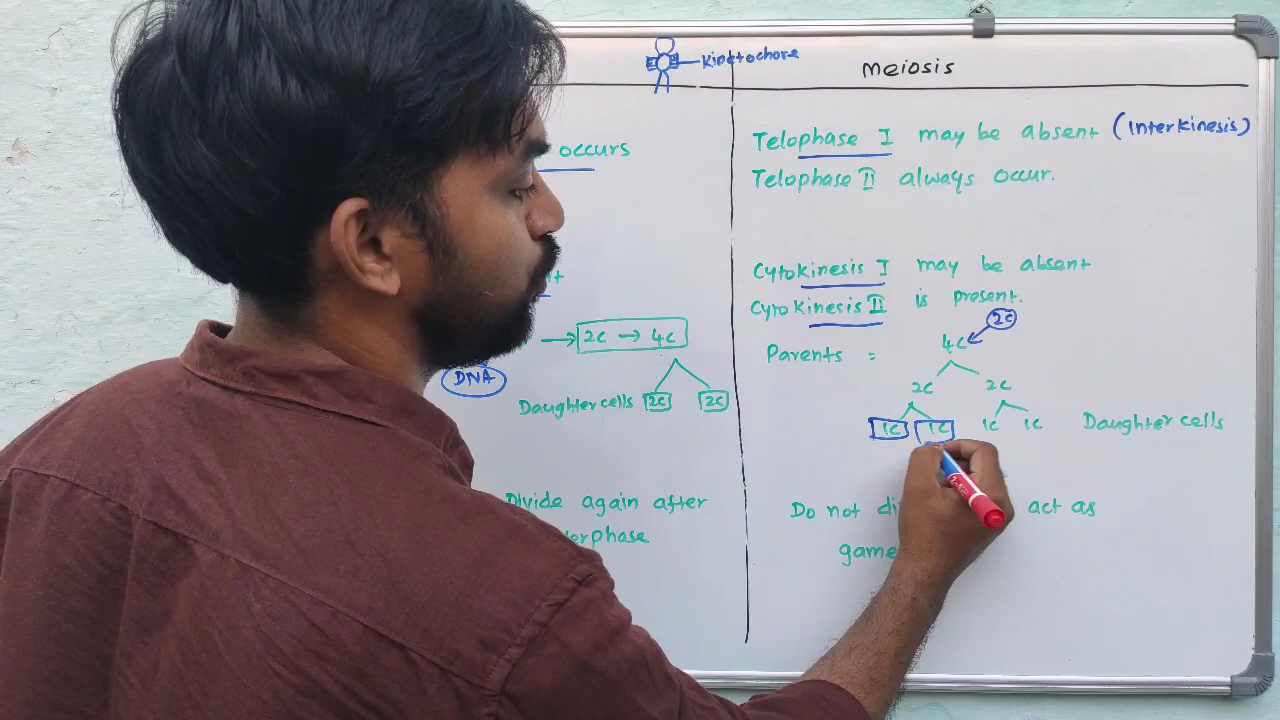 Kinetochore
meiosis
occurs
Telophase I may be absent (Interkinesis)
Telophase II always occur.
Cytokinesis I may be absent
Cytokinesis II is present.
2C → 4C
2C
4C
Parents =
2C 2C
DNA
Daughter cells 2C 2C
1C 1C 1C 1C Daughter cells
Divide again after
Do not act as